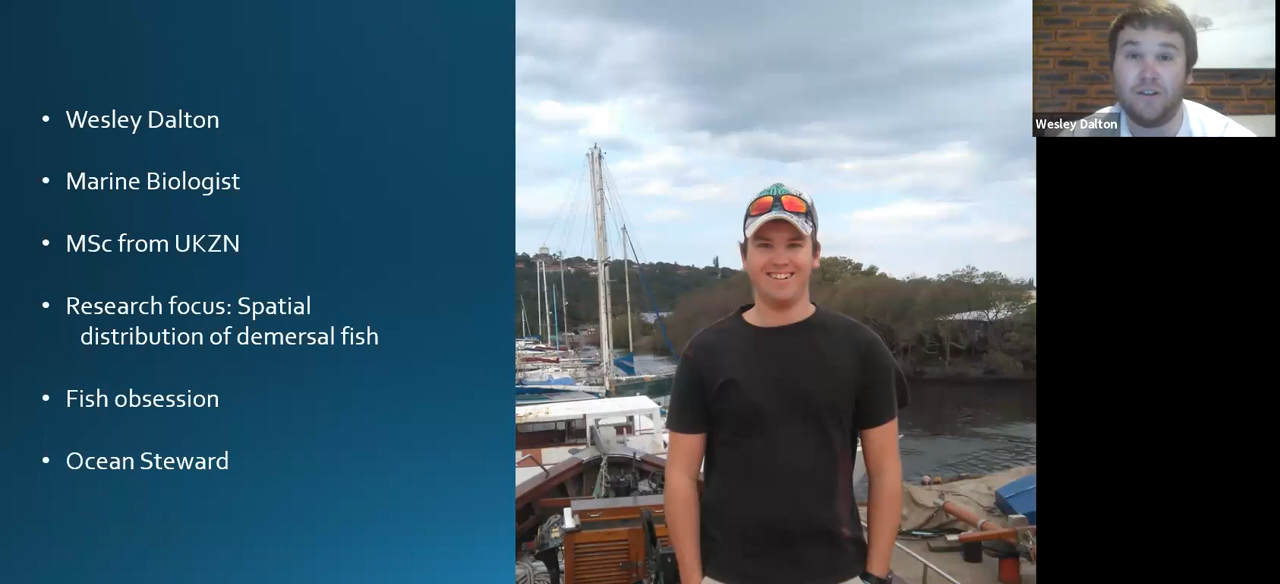 • Wesley Dalton
• Marine Biologist
• MSc from UKZN
• Research focus: Spatial
distribution of demersal fish
• Fish obsession
• Ocean Steward
Wesley Dalton